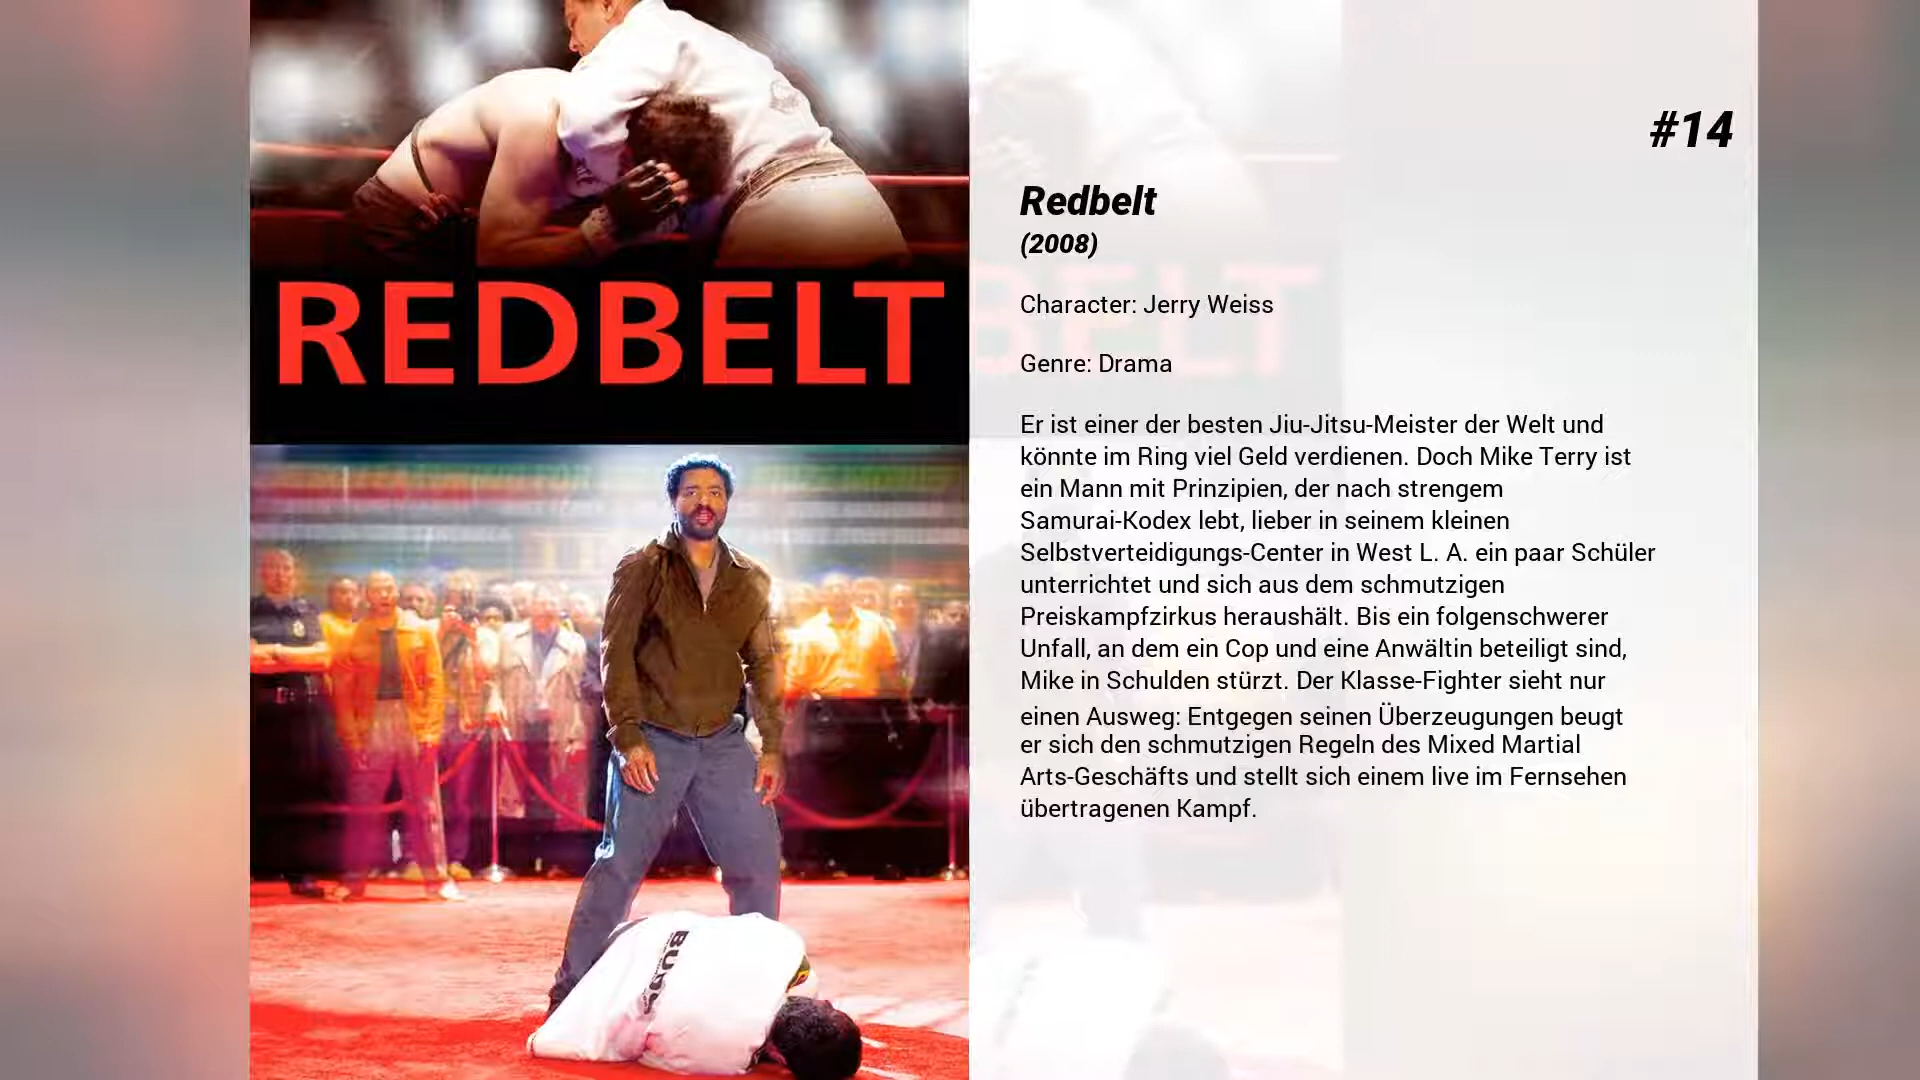 REDBELT
BUDS
#14
Redbelt
(2008)
Character: Jerry Weiss
Genre: Drama
Er ist einer der besten Jiu-Jitsu-Meister der Welt und
könnte im Ring viel Geld verdienen. Doch Mike Terry ist
ein Mann mit Prinzipien, der nach strengem
Samurai-Kodex lebt, lieber in seinem kleinen
Selbstverteidigungs-Center in West L. A. ein paar Schüler
unterrichtet und sich aus dem schmutzigen
Preiskampfzirkus heraushält. Bis ein folgenschwerer
Unfall, an dem ein Cop und eine Anwältin beteiligt sind,
Mike in Schulden stürzt. Der Klasse-Fighter sieht nur
einen Ausweg: Entgegen seinen Überzeugungen beugt
er sich den schmutzigen Regeln des Mixed Martial
Arts-Geschäfts und stellt sich einem live im Fernsehen
übertragenen Kampf.